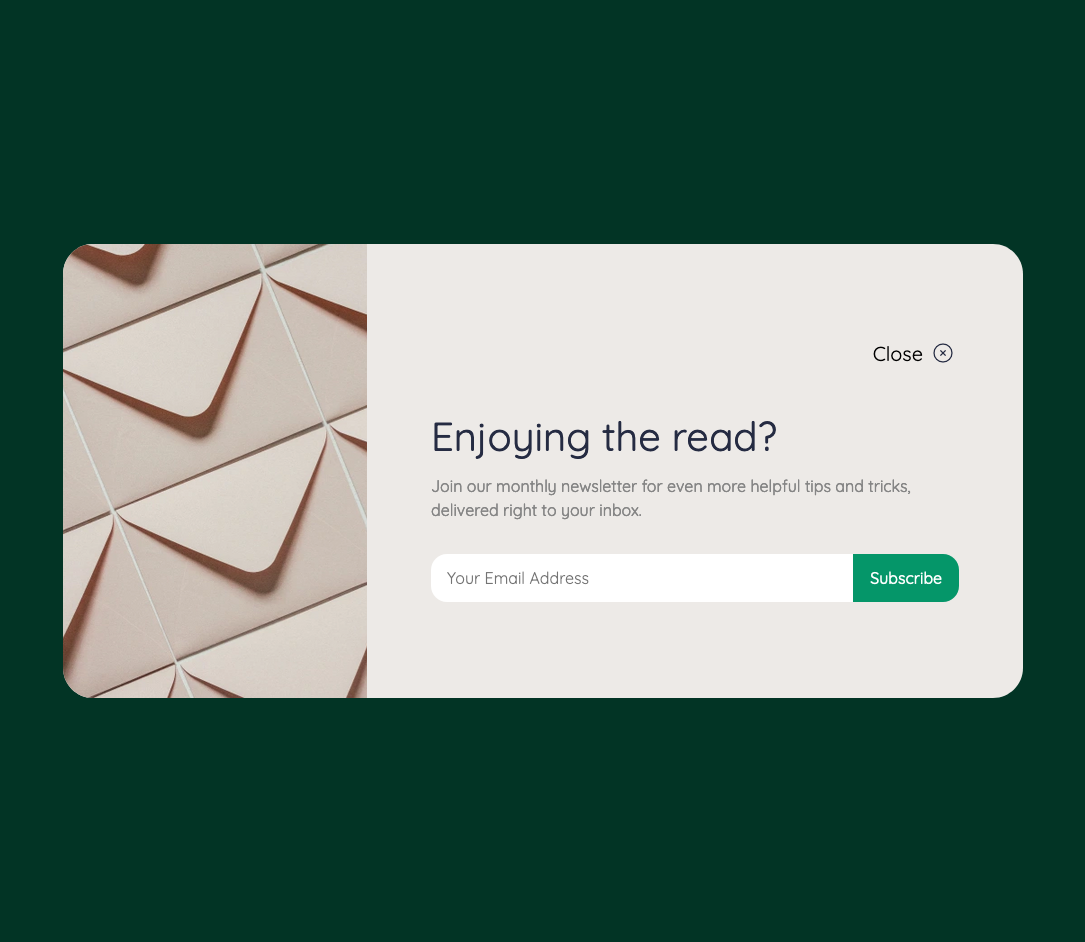 Close
Enjoying the read?
Join our monthly newsletter for even more helpful tips and tricks,
delivered right to your inbox.
Your Email Address
Subscribe